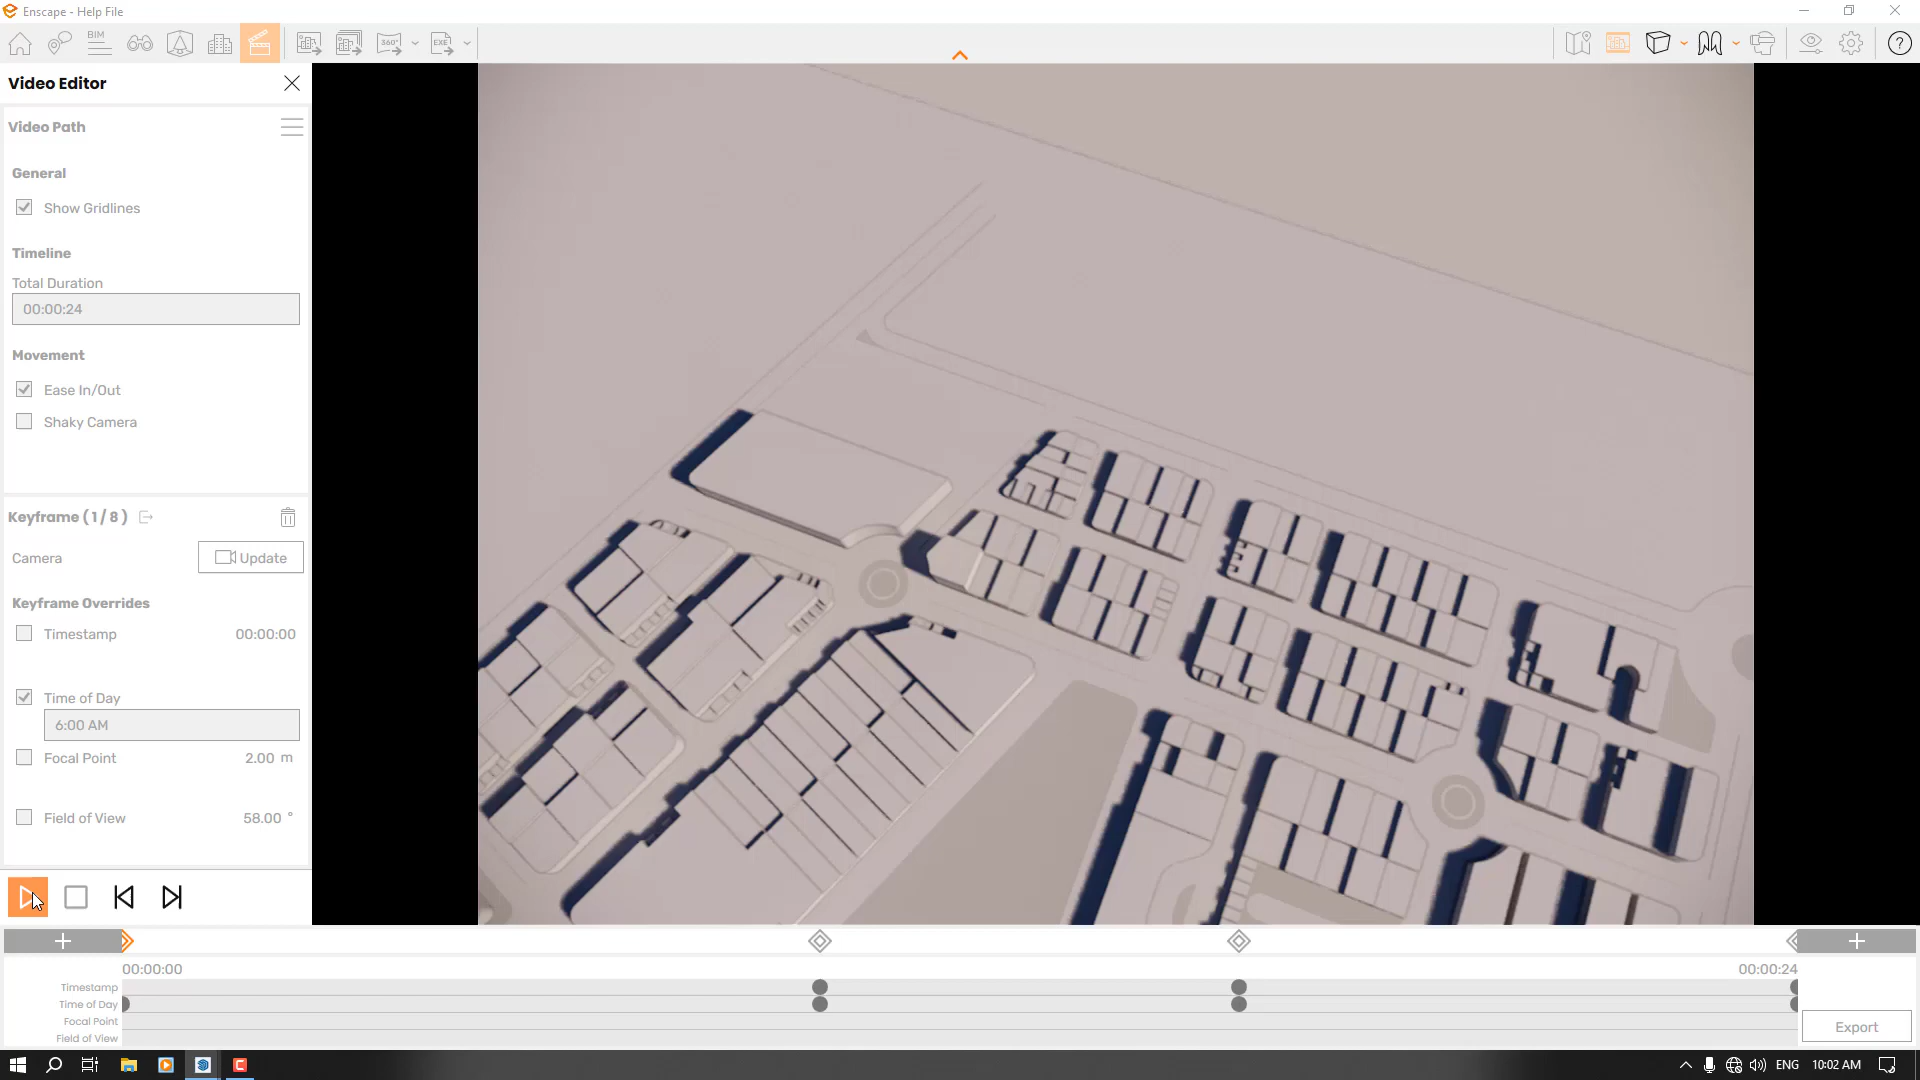 Enscape - Help File
BIM
360°
EXE
Video Editor
Video Path
General
Show Gridlines
Timeline
Total Duration
00:00:24
Movement
Ease In/Out
Shaky Camera
Keyframe ( 1 / 8 )
Camera
Update
Keyframe Overrides
Timestamp 00:00:00
Time of Day
6:00 AM
Focal Point 2.00 m
Field of View 58.00 °
00:00:00 00:00:24
Timestamp
Time of Day
Focal Point
Field of View
Export
ENG 10:02 AM